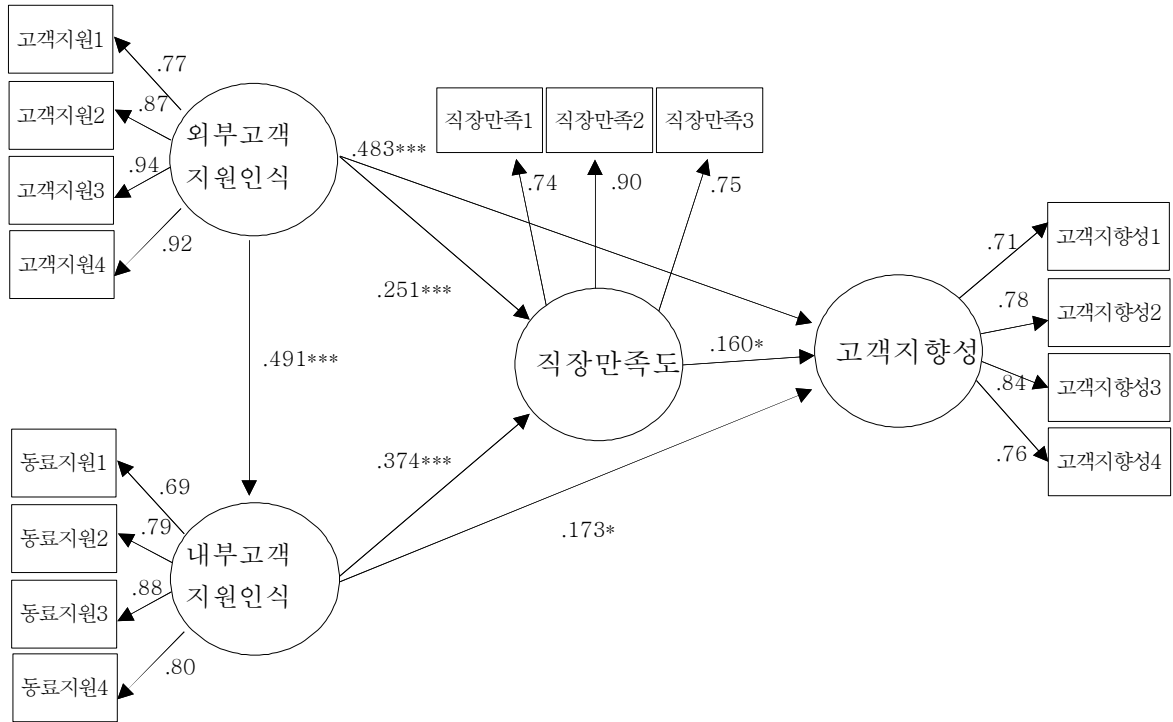 고객지원1
.77
고객지원2
.87
고객지원3
.94
고객지원4
.92
외부고객
지원인식
직장만족1
직장만족2
직장만족3
.483***
.74
.90
.75
.251***
.491***
직장만족도
.160*
고객지향성
.71
고객지향성1
.78
고객지향성2
.84
고객지향성3
.76
고객지향성4
.374***
.173*
동료지원1
.69
동료지원2
.79
동료지원3
.88
동료지원4
.80
내부고객
지원인식